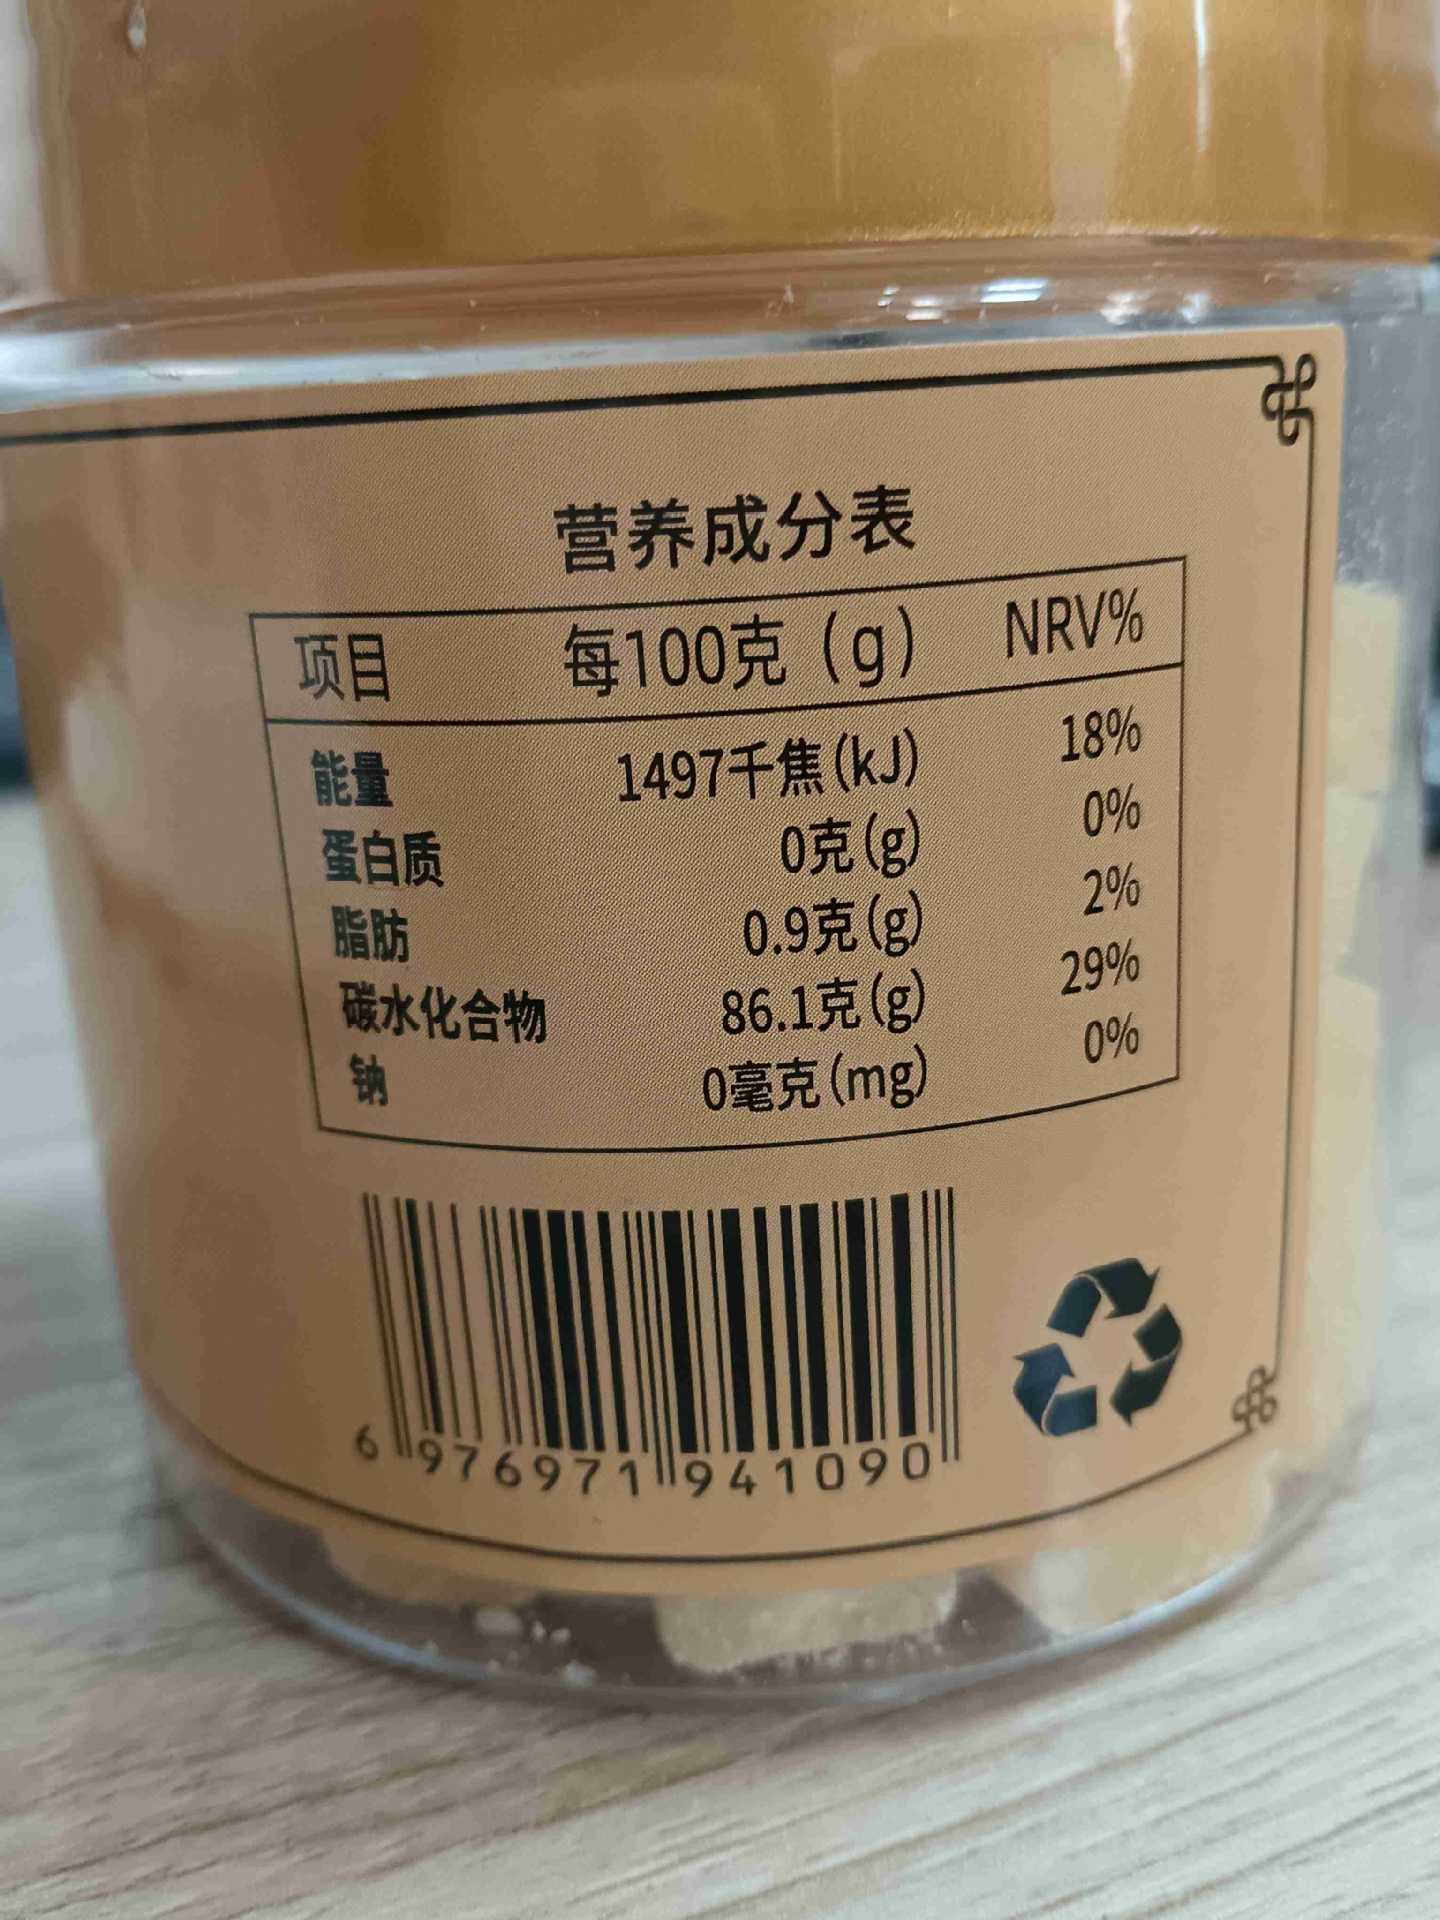 营养成分表
项目 每100克（g） NRV%
能量 1497千焦(kJ) 18%
蛋白质 0克(g) 0%
脂肪 0.9克(g) 2%
碳水化合物 86.1克(g) 29%
钠 0毫克(mg) 0%
6 976971 941090